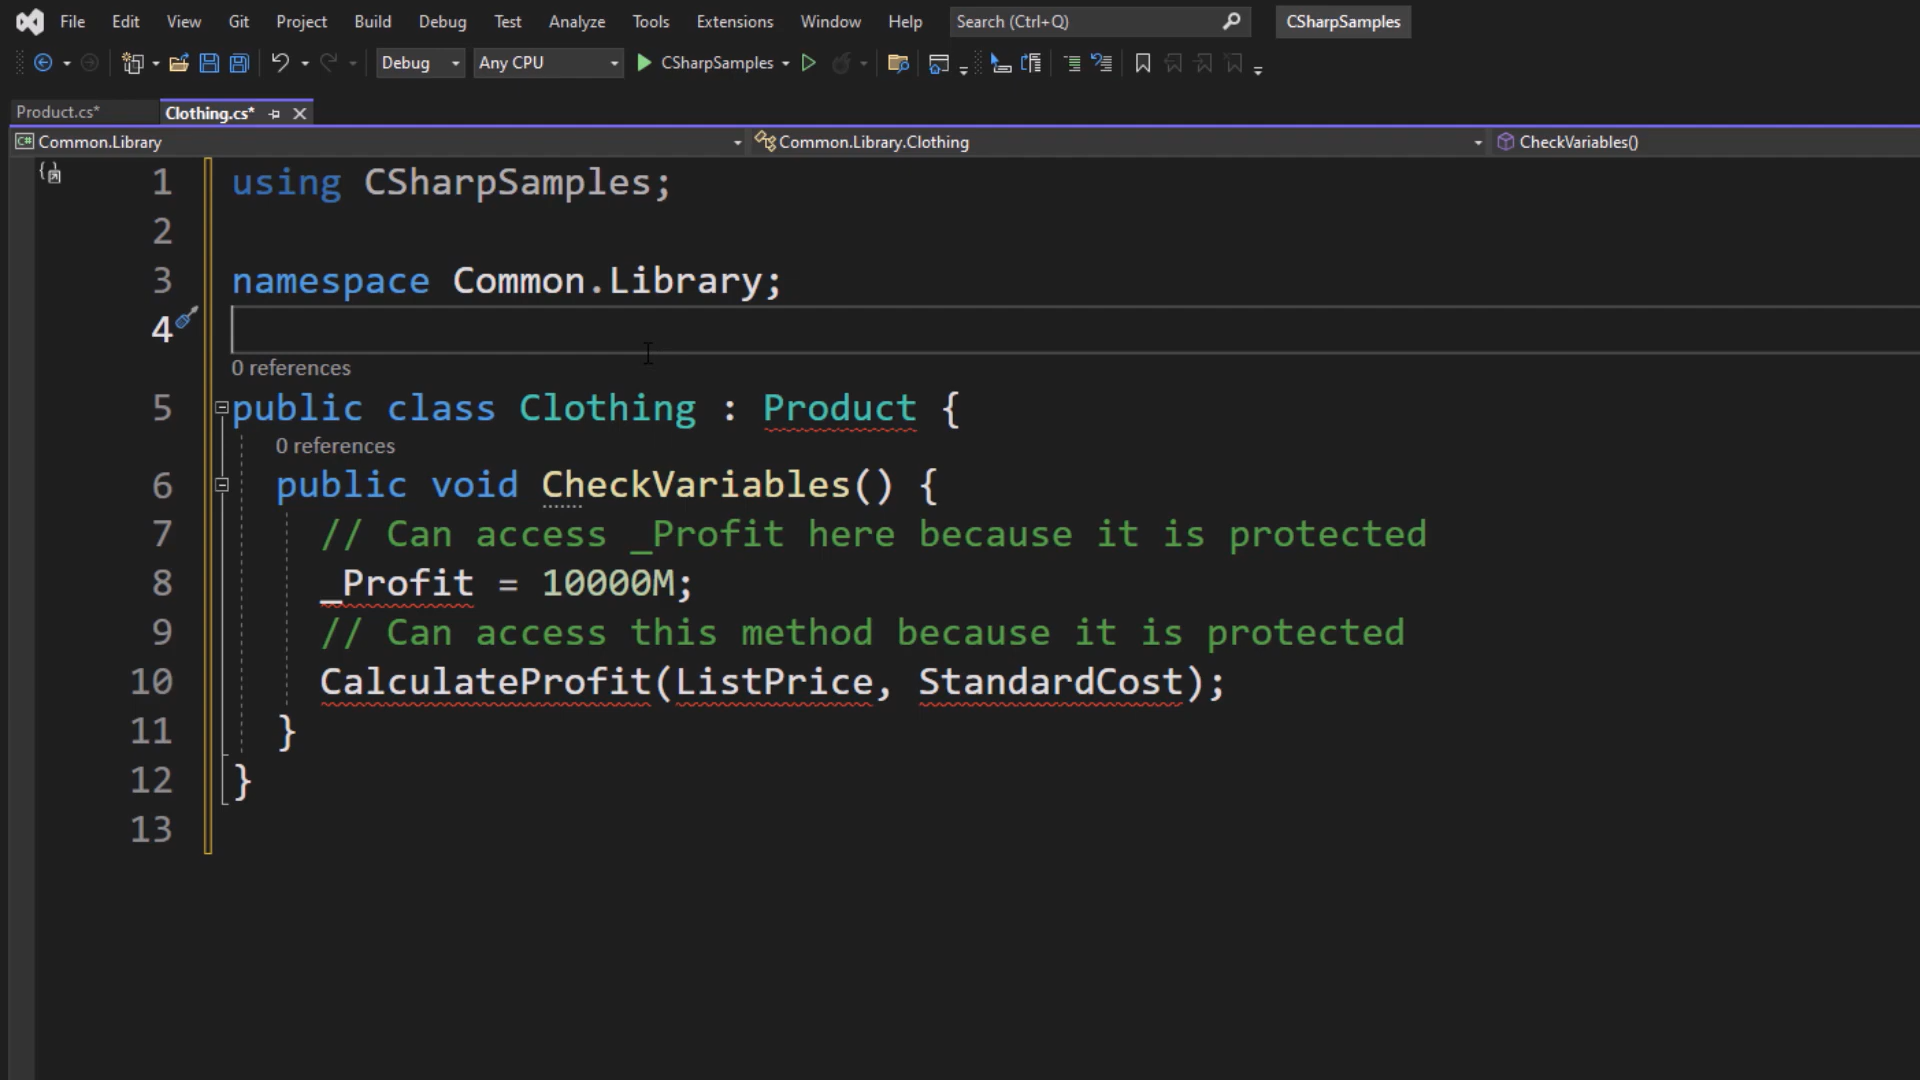 File Edit View Git Project Build Debug Test Analyze Tools Extensions Window Help Search (Ctrl+Q) CSharpSamples
Debug Any CPU CSharpSamples
Product.cs* Clothing.cs*
C# Common.Library Common.Library.Clothing CheckVariables()
1 using CSharpSamples;
2
3 namespace Common.Library;
4
0 references
5 public class Clothing : Product {
0 references
6 public void CheckVariables() {
7 // Can access _Profit here because it is protected
8 _Profit = 10000M;
9 // Can access this method because it is protected
10 CalculateProfit(ListPrice, StandardCost);
11 }
12 }
13